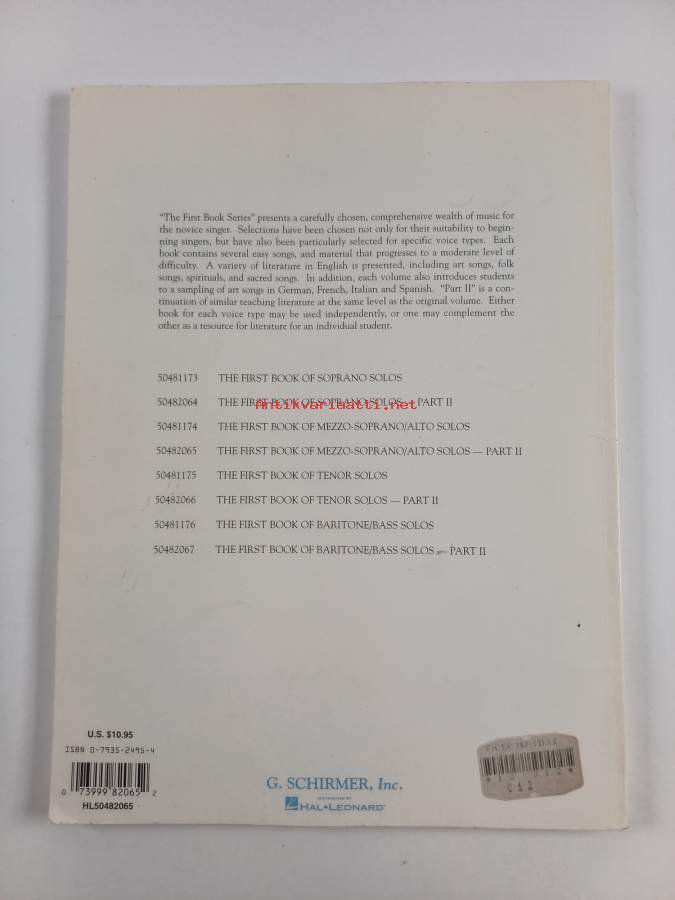 "The First Book Series" presents a carefully chosen, comprehensive wealth of music for
the novice singer. Selections have been chosen not only for their suitability to begin-
ning singers, but have also been particularly selected for specific voice types. Each
book contains several easy songs, and material that progresses to a moderate level of
difficulty. A variety of literature in English is presented, including art songs, folk
songs, spirituals, and sacred songs. In addition, each volume also introduces students
to a sampling of art songs in German, French, Italian and Spanish. "Part II" is a con-
tinuation of similar teaching literature at the same level as the original volume. Either
book for each voice type may be used independently, or one may complement the
other as a resource for literature for an individual student.
50481173 THE FIRST BOOK OF SOPRANO SOLOS
50482064 THE FIRST BOOK OF SOPRANO SOLOS — PART II
antikvariaatti.net
50481174 THE FIRST BOOK OF MEZZO-SOPRANO/ALTO SOLOS
50482065 THE FIRST BOOK OF MEZZO-SOPRANO/ALTO SOLOS — PART II
50481175 THE FIRST BOOK OF TENOR SOLOS
50482066 THE FIRST BOOK OF TENOR SOLOS — PART II
50481176 THE FIRST BOOK OF BARITONE/BASS SOLOS
50482067 THE FIRST BOOK OF BARITONE/BASS SOLOS — PART II
U.S. $10.95
ISBN 0-7935-2495-4
0 73999 82065 2
HL50482065
G. SCHIRMER, Inc.
DISTRIBUTED BY
HAL•LEONARD